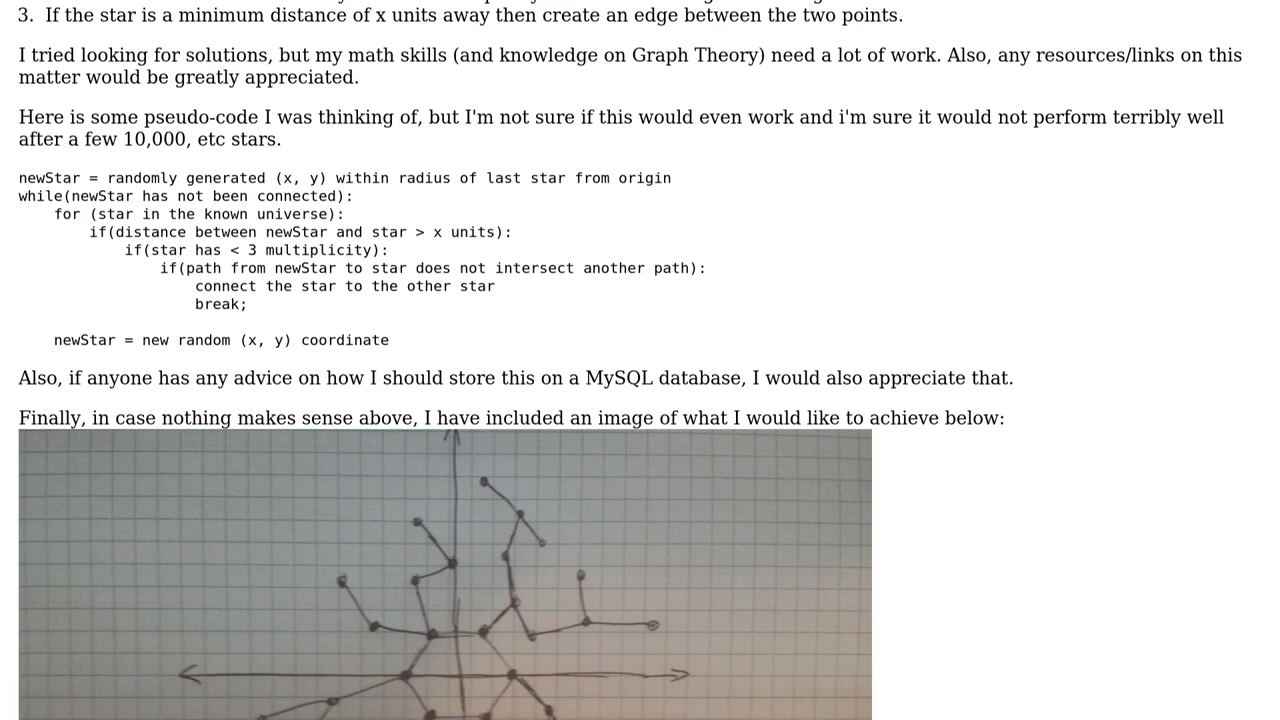 3. If the star is a minimum distance of x units away then create an edge between the two points.
I tried looking for solutions, but my math skills (and knowledge on Graph Theory) need a lot of work. Also, any resources/links on this
matter would be greatly appreciated.
Here is some pseudo-code I was thinking of, but I'm not sure if this would even work and i'm sure it would not perform terribly well
after a few 10,000, etc stars.
newStar = randomly generated (x, y) within radius of last star from origin
while(newStar has not been connected):
    for (star in the known universe):
        if(distance between newStar and star > x units):
            if(star has < 3 multiplicity):
                if(path from newStar to star does not intersect another path):
                    connect the star to the other star
                    break;
    newStar = new random (x, y) coordinate
Also, if anyone has any advice on how I should store this on a MySQL database, I would also appreciate that.
Finally, in case nothing makes sense above, I have included an image of what I would like to achieve below: